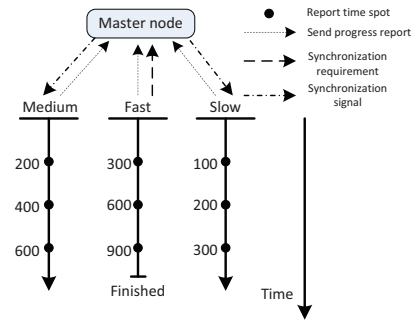 Master node
Report time spot
Send progress report
Synchronization
requirement
Synchronization
signal
Medium Fast Slow
200 300 100
400 600 200
600 900 300
Finished
Time